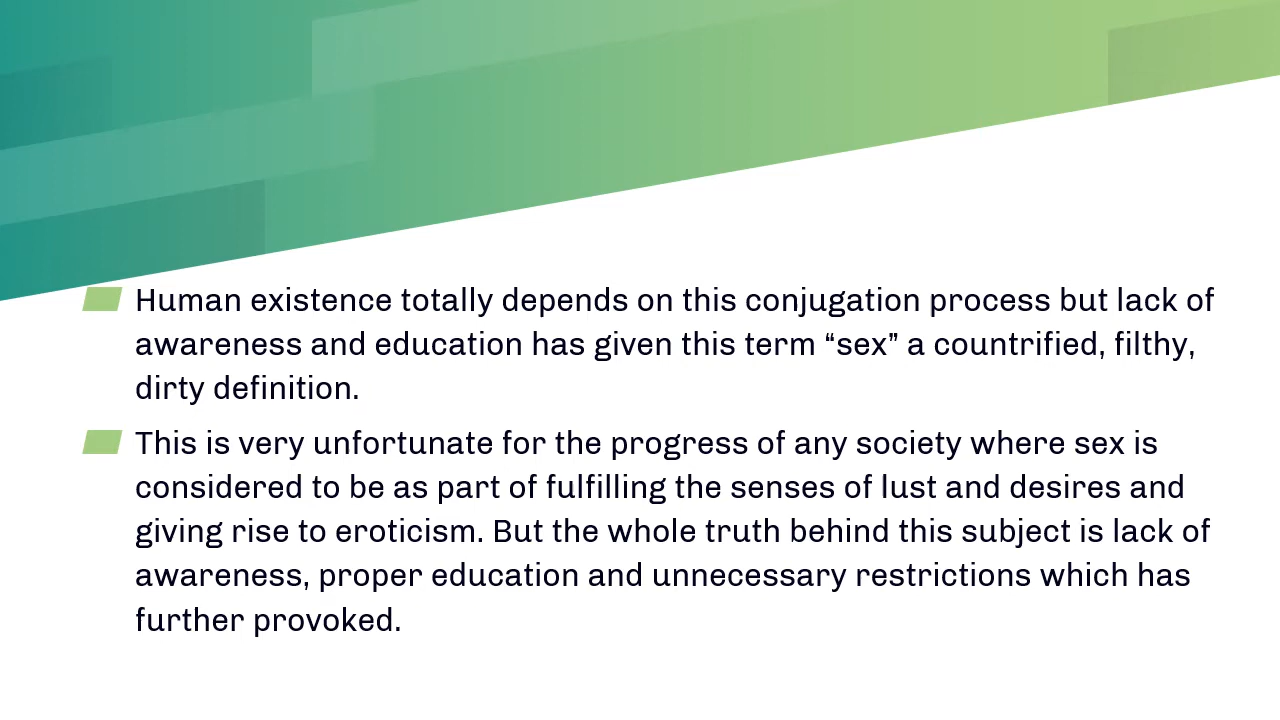 Human existence totally depends on this conjugation process but lack of
awareness and education has given this term “sex” a countrified, filthy,
dirty definition.
This is very unfortunate for the progress of any society where sex is
considered to be as part of fulfilling the senses of lust and desires and
giving rise to eroticism. But the whole truth behind this subject is lack of
awareness, proper education and unnecessary restrictions which has
further provoked.